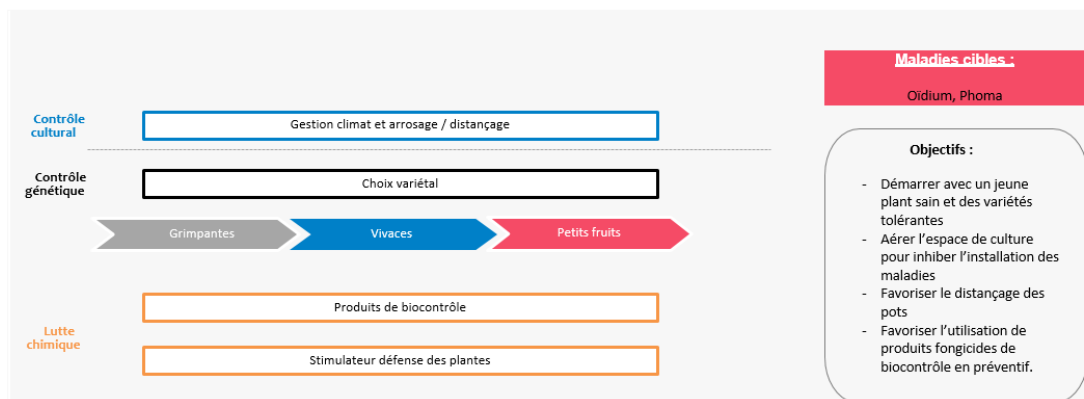 Contrôle
cultural
Gestion climat et arrosage / distançage
Contrôle
génétique
Choix variétal
Grimpantes
Vivaces
Petits fruits
Produits de biocontrôle
Lutte
chimique
Stimulateur défense des plantes
Maladies cibles :
Oïdium, Phoma
Objectifs :
- Démarrer avec un jeune
plant sain et des variétés
tolérantes
- Aérer l’espace de culture
pour inhiber l’installation des
maladies
- Favoriser le distançage des
pots
- Favoriser l’utilisation de
produits fongicides de
biocontrôle en préventif.